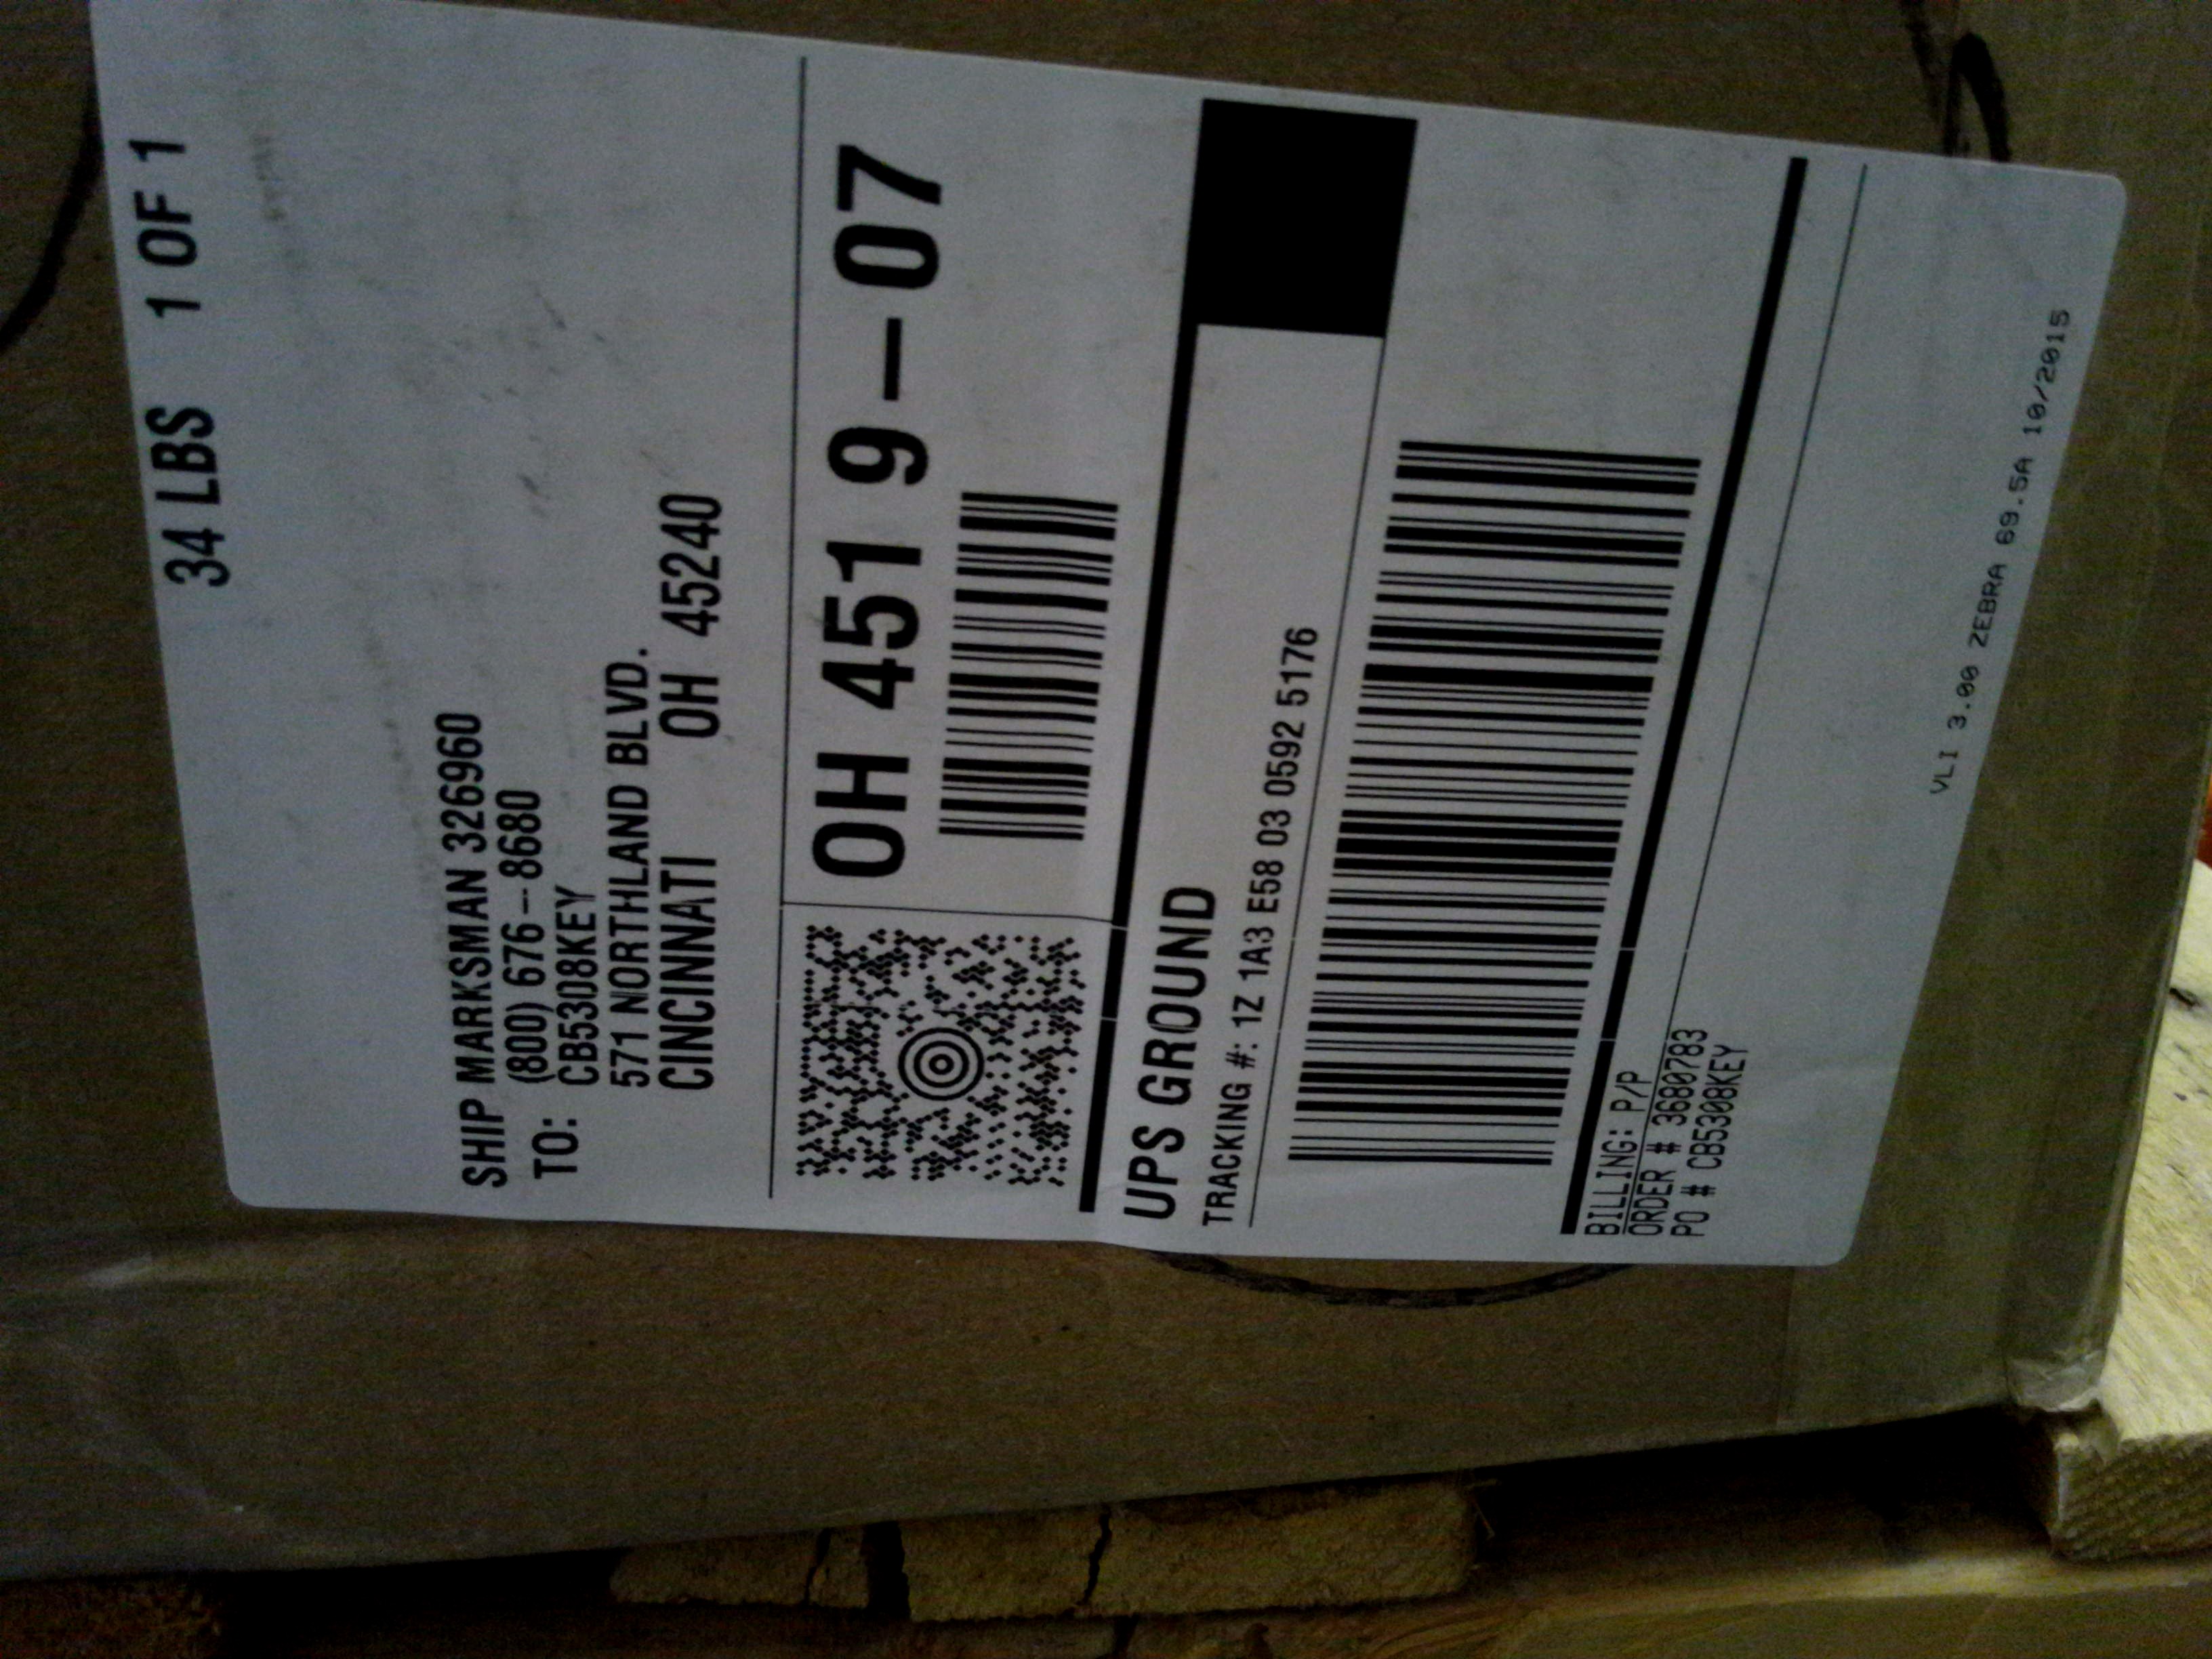 34 LBS 1 OF 1
SHIP MARKSMAN 326960
TO: (800) 676-8680
CB5308KEY
571 NORTHLAND BLVD.
CINCINNATI OH 45240
OH 451 9-07
UPS GROUND
TRACKING #: 1Z 1A3 E58 03 0592 5176
BILLING: P/P
ORDER # 3680783
PO # CB5308KEY
VLI 3.00 ZEBRA 69.5A 10/2015